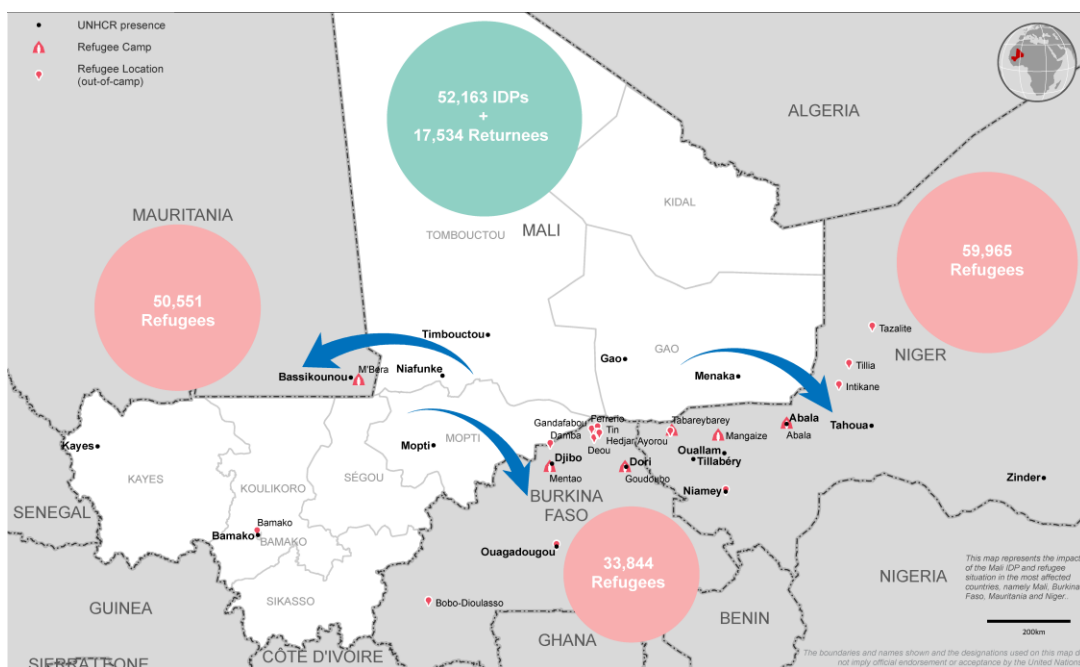 UNHCR presence
Refugee Camp
Refugee Location
(out-of-camp)
52,163 IDPs
+
17,534 Returnees
ALGERIA
MAURITANIA
KIDAL
TOMBOUCTOU
MALI
50,551
Refugees
59,965
Refugees
Timbouctou
Tazalite
NIGER
Gao
GAO
Tillia
Bassikounou
M'Bera
Niafunke
Menaka
Intikane
Kayes
Mopti
MOPTI
Gandafabou
Ferrerio
Damba
Tin
Hedjar/Ayorou
Deou
Tabareybarey
Mangaize
Abala
Abala
Tahoua
KAYES
KOULIKORO
SÉGOU
Djibo
Mentao
Dori
Goudoubo
Ouallam
Tillabéry
Niamey
Zinder
SENEGAL
BURKINA
FASO
Bamako
Bamako
BAMAKO
Ouagadougou
33,844
Refugees
NIGERIA
This map represents the impact
of the Mali IDP and refugee
situation in the most affected
countries, namely Mali, Burkina
Faso, Mauritania and Niger..
SIKASSO
Bobo-Dioulasso
GUINEA
BENIN
200km
GHANA
SIERRA LEONE
CÔTE D'IVOIRE
The boundaries and names shown and the designations used on this map do
not imply official endorsement or acceptance by the United Nations